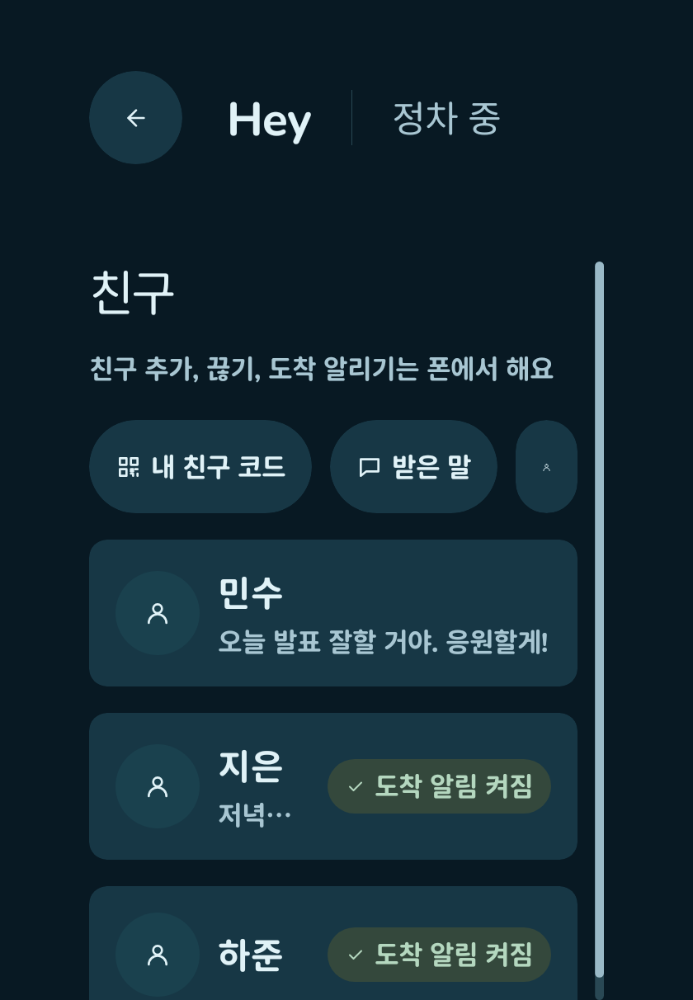 Hey
정차 중
친구
친구 추가, 끊기, 도착 알리기는 폰에서 해요
내 친구 코드
받은 말
민수
오늘 발표 잘할 거야. 응원할게!
지은
도착 알림 켜짐
저녁…
하준
도착 알림 켜짐